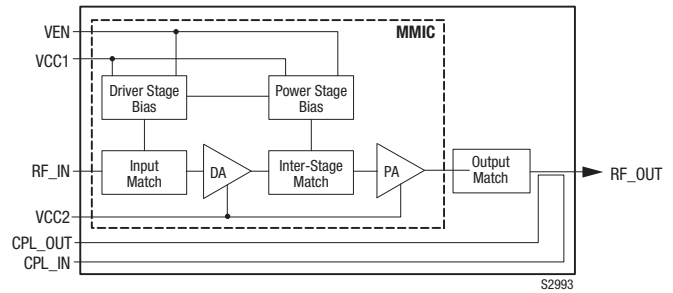 VEN
MMIC
VCC1
Driver Stage
Bias
Power Stage
Bias
RF_IN
Input
Match
DA
Inter-Stage
Match
PA
Output
Match
RF_OUT
VCC2
CPL_OUT
CPL_IN
S2993